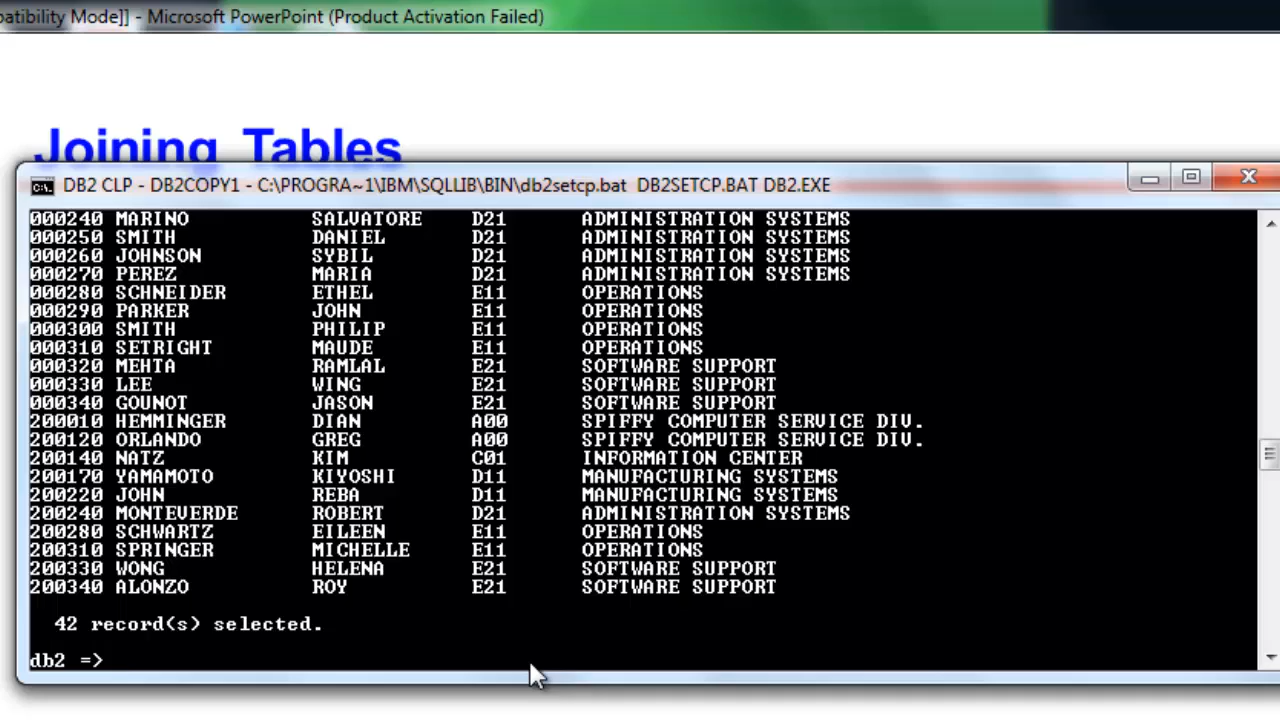 atibility Mode]] - Microsoft PowerPoint (Product Activation Failed)
Joining Tables
DB2 CLP - DB2COPY1 - C:\PROGRA~1\IBM\SQLLIB\BIN\db2setcp.bat DB2SETCP.BAT DB2.EXE
000240 MARINO SALVATORE D21 ADMINISTRATION SYSTEMS
000250 SMITH DANIEL D21 ADMINISTRATION SYSTEMS
000260 JOHNSON SYBIL D21 ADMINISTRATION SYSTEMS
000270 PEREZ MARIA D21 ADMINISTRATION SYSTEMS
000280 SCHNEIDER ETHEL E11 OPERATIONS
000290 PARKER JOHN E11 OPERATIONS
000300 SMITH PHILIP E11 OPERATIONS
000310 SETRIGHT MAUDE E11 OPERATIONS
000320 MEHTA RAMLAL E21 SOFTWARE SUPPORT
000330 LEE WING E21 SOFTWARE SUPPORT
000340 GOUNOT JASON E21 SOFTWARE SUPPORT
200010 HEMMINGER DIAN A00 SPIFFY COMPUTER SERVICE DIV.
200120 ORLANDO GREG A00 SPIFFY COMPUTER SERVICE DIV.
200140 NATZ KIM C01 INFORMATION CENTER
200170 YAMAMOTO KIYOSHI D11 MANUFACTURING SYSTEMS
200220 JOHN REBA D11 MANUFACTURING SYSTEMS
200240 MONTEVERDE ROBERT D21 ADMINISTRATION SYSTEMS
200280 SCHWARTZ EILEEN E11 OPERATIONS
200310 SPRINGER MICHELLE E11 OPERATIONS
200330 WONG HELENA E21 SOFTWARE SUPPORT
200340 ALONZO ROY E21 SOFTWARE SUPPORT
42 record(s) selected.
db2 =>